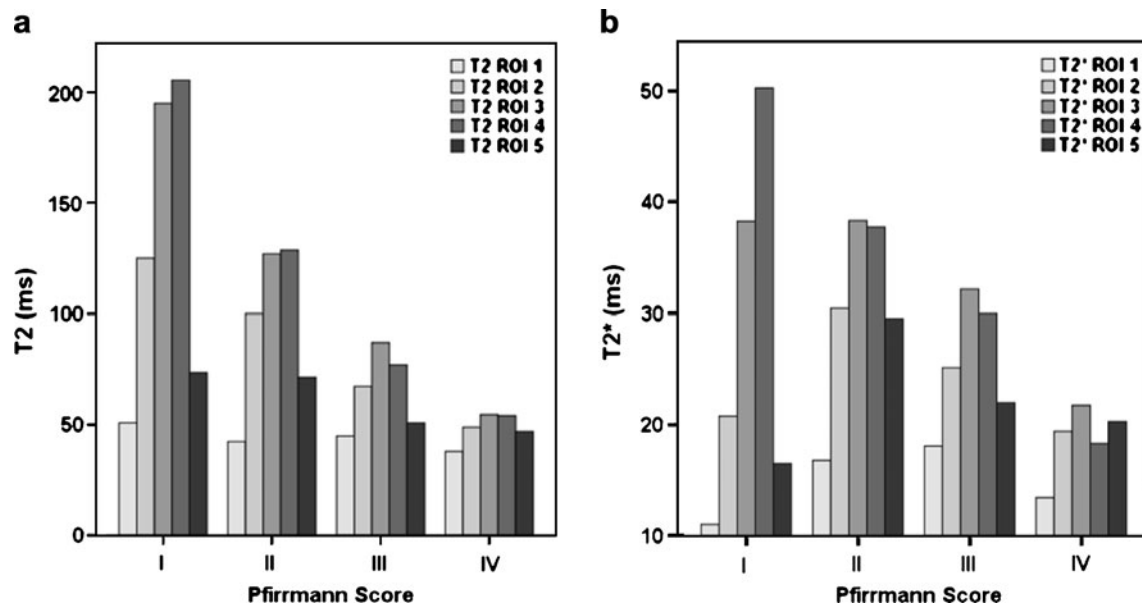 a
T2 (ms)
200
150
100
50
0
T2 ROI 1
T2 ROI 2
T2 ROI 3
T2 ROI 4
T2 ROI 5
I II III IV
Pfirrmann Score
b
T2* (ms)
50
40
30
20
10
T2* ROI 1
T2* ROI 2
T2* ROI 3
T2* ROI 4
T2* ROI 5
I II III IV
Pfirrmann Score